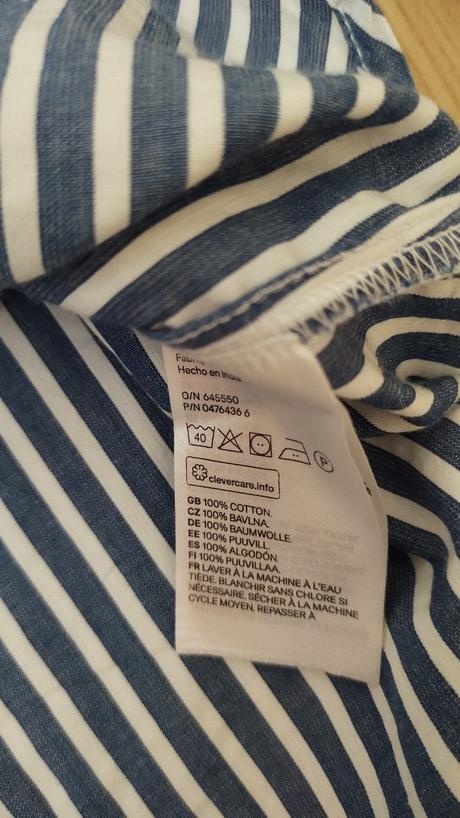 Hecho en India
O/N 645550
P/N 0476436 6
40
P
clevercare.info
GB 100% COTTON.
CZ 100% BAVLNA.
DE 100% BAUMWOLLE.
EE 100% PUUVILL.
ES 100% ALGODÓN
FI 100% PUUVILLAA.
FR LAVER À LA MACHINE À L'EAU
TIÈDE. BLANCHIR SANS CHLORE SI
NÉCESSAIRE. SÉCHER À LA MACHINE
CYCLE MOYEN. REPASSER À